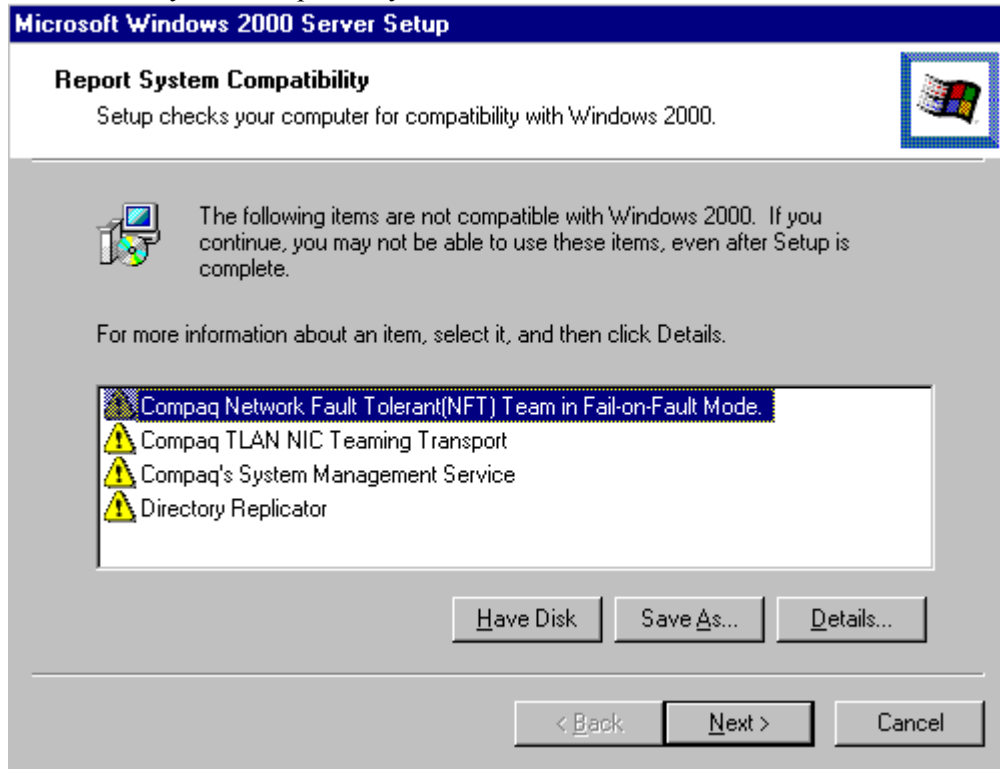 Microsoft Windows 2000 Server Setup
Report System Compatibility
Setup checks your computer for compatibility with Windows 2000.
The following items are not compatible with Windows 2000. If you
continue, you may not be able to use these items, even after Setup is
complete.
For more information about an item, select it, and then click Details.
Compaq Network Fault Tolerant(NFT) Team in Fail-on-Fault Mode.
Compaq TLAN NIC Teaming Transport
Compaq's System Management Service
Directory Replicator
Have Disk Save As... Details...
< Back Next > Cancel